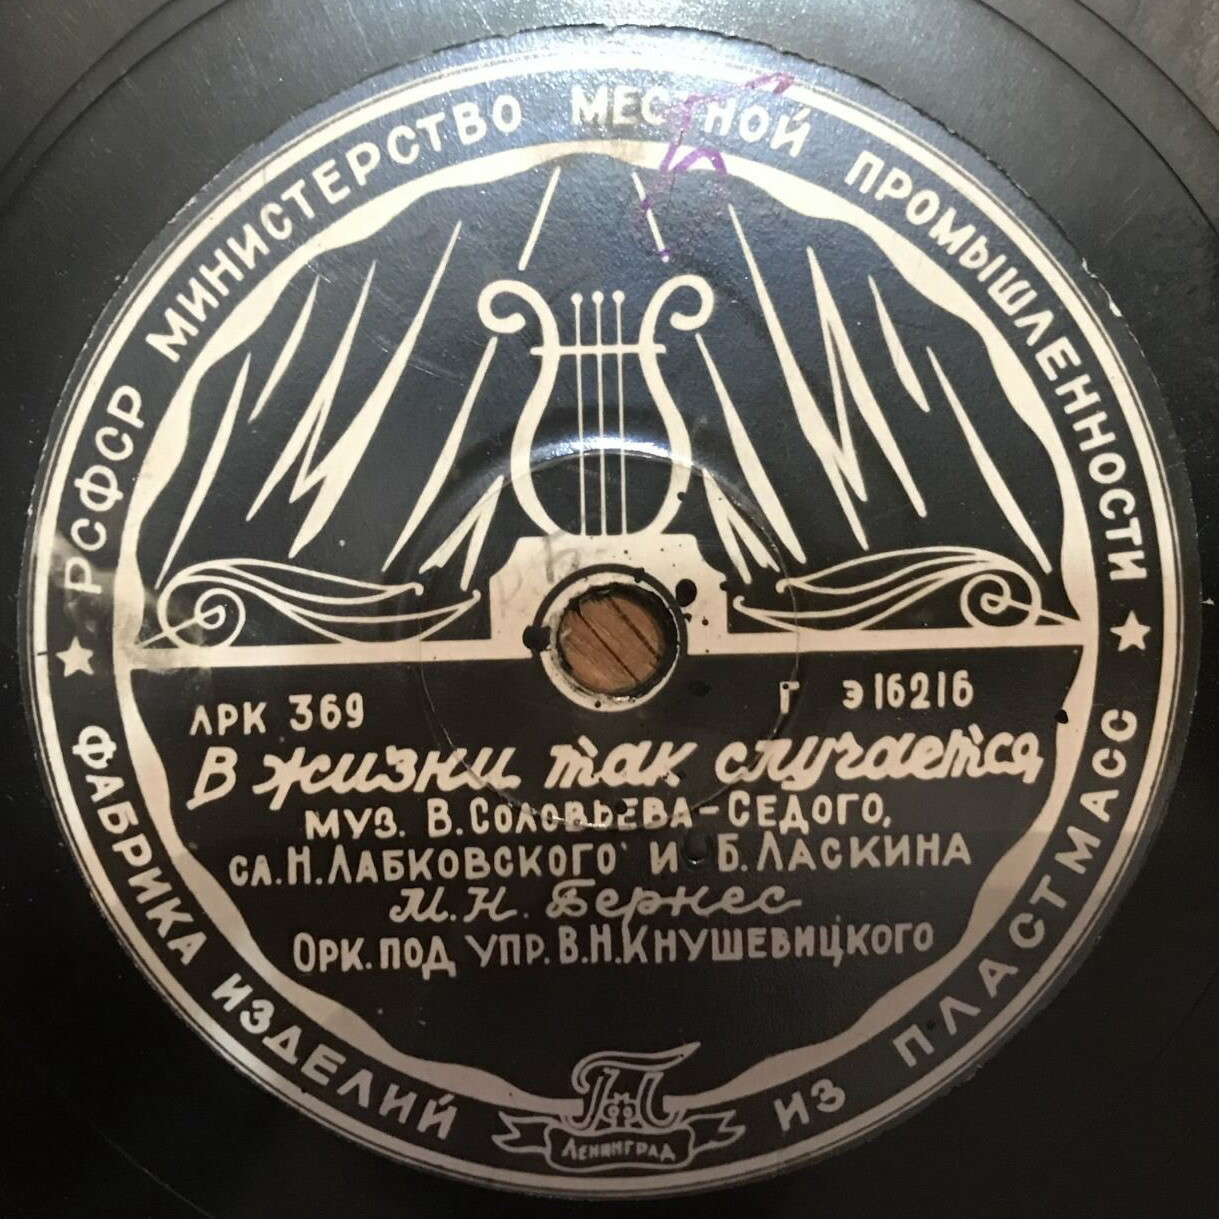 РСФСР МИНИСТЕРСТВО МЕСТНОЙ ПРОМЫШЛЕННОСТИ
ЛРК 369
Г Э16216
В жизни так случается,
муз. В. Соловьева-Седого,
сл. Н. Лабковского и Б. Ласкина
М. Н. Бернес
Орк. под упр. В. Н. Кнушевицкого
ФАБРИКА ИЗДЕЛИЙ ИЗ ПЛАСТМАСС
ЛЕНИНГРАД